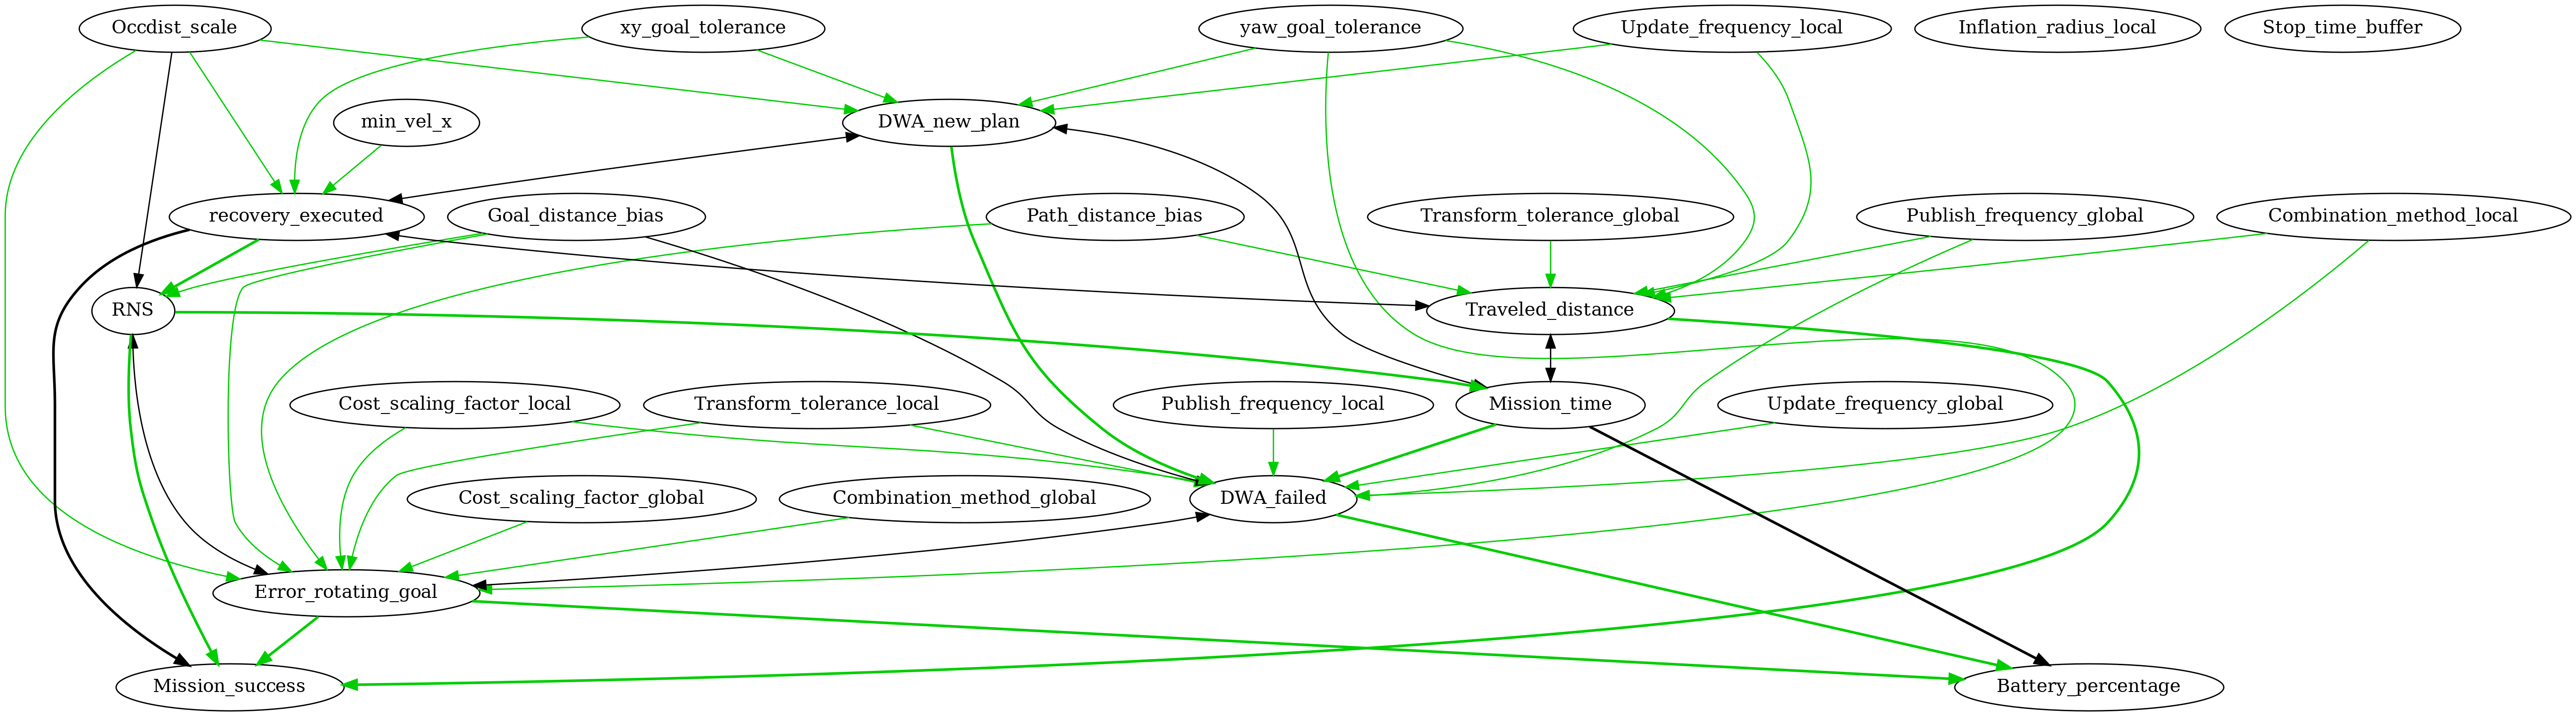 Occdist_scale
xy_goal_tolerance
yaw_goal_tolerance
Update_frequency_local
Inflation_radius_local
Stop_time_buffer
min_vel_x
DWA_new_plan
recovery_executed
Goal_distance_bias
Path_distance_bias
Transform_tolerance_global
Publish_frequency_global
Combination_method_local
RNS
Traveled_distance
Cost_scaling_factor_local
Transform_tolerance_local
Publish_frequency_local
Mission_time
Update_frequency_global
Cost_scaling_factor_global
Combination_method_global
DWA_failed
Error_rotating_goal
Mission_success
Battery_percentage